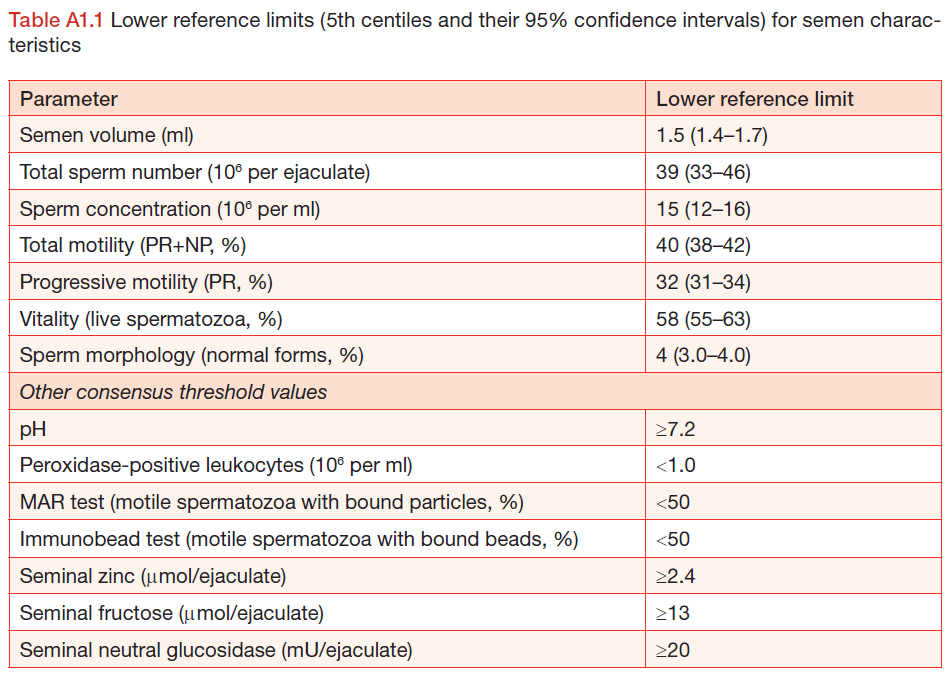 Table A1.1 Lower reference limits (5th centiles and their 95% confidence intervals) for semen charac-
teristics
Parameter Lower reference limit
Semen volume (ml) 1.5 (1.4–1.7)
Total sperm number (10⁶ per ejaculate) 39 (33–46)
Sperm concentration (10⁶ per ml) 15 (12–16)
Total motility (PR+NP, %) 40 (38–42)
Progressive motility (PR, %) 32 (31–34)
Vitality (live spermatozoa, %) 58 (55–63)
Sperm morphology (normal forms, %) 4 (3.0–4.0)
Other consensus threshold values
pH ≥7.2
Peroxidase-positive leukocytes (10⁶ per ml) <1.0
MAR test (motile spermatozoa with bound particles, %) <50
Immunobead test (motile spermatozoa with bound beads, %) <50
Seminal zinc (μmol/ejaculate) ≥2.4
Seminal fructose (μmol/ejaculate) ≥13
Seminal neutral glucosidase (mU/ejaculate) ≥20